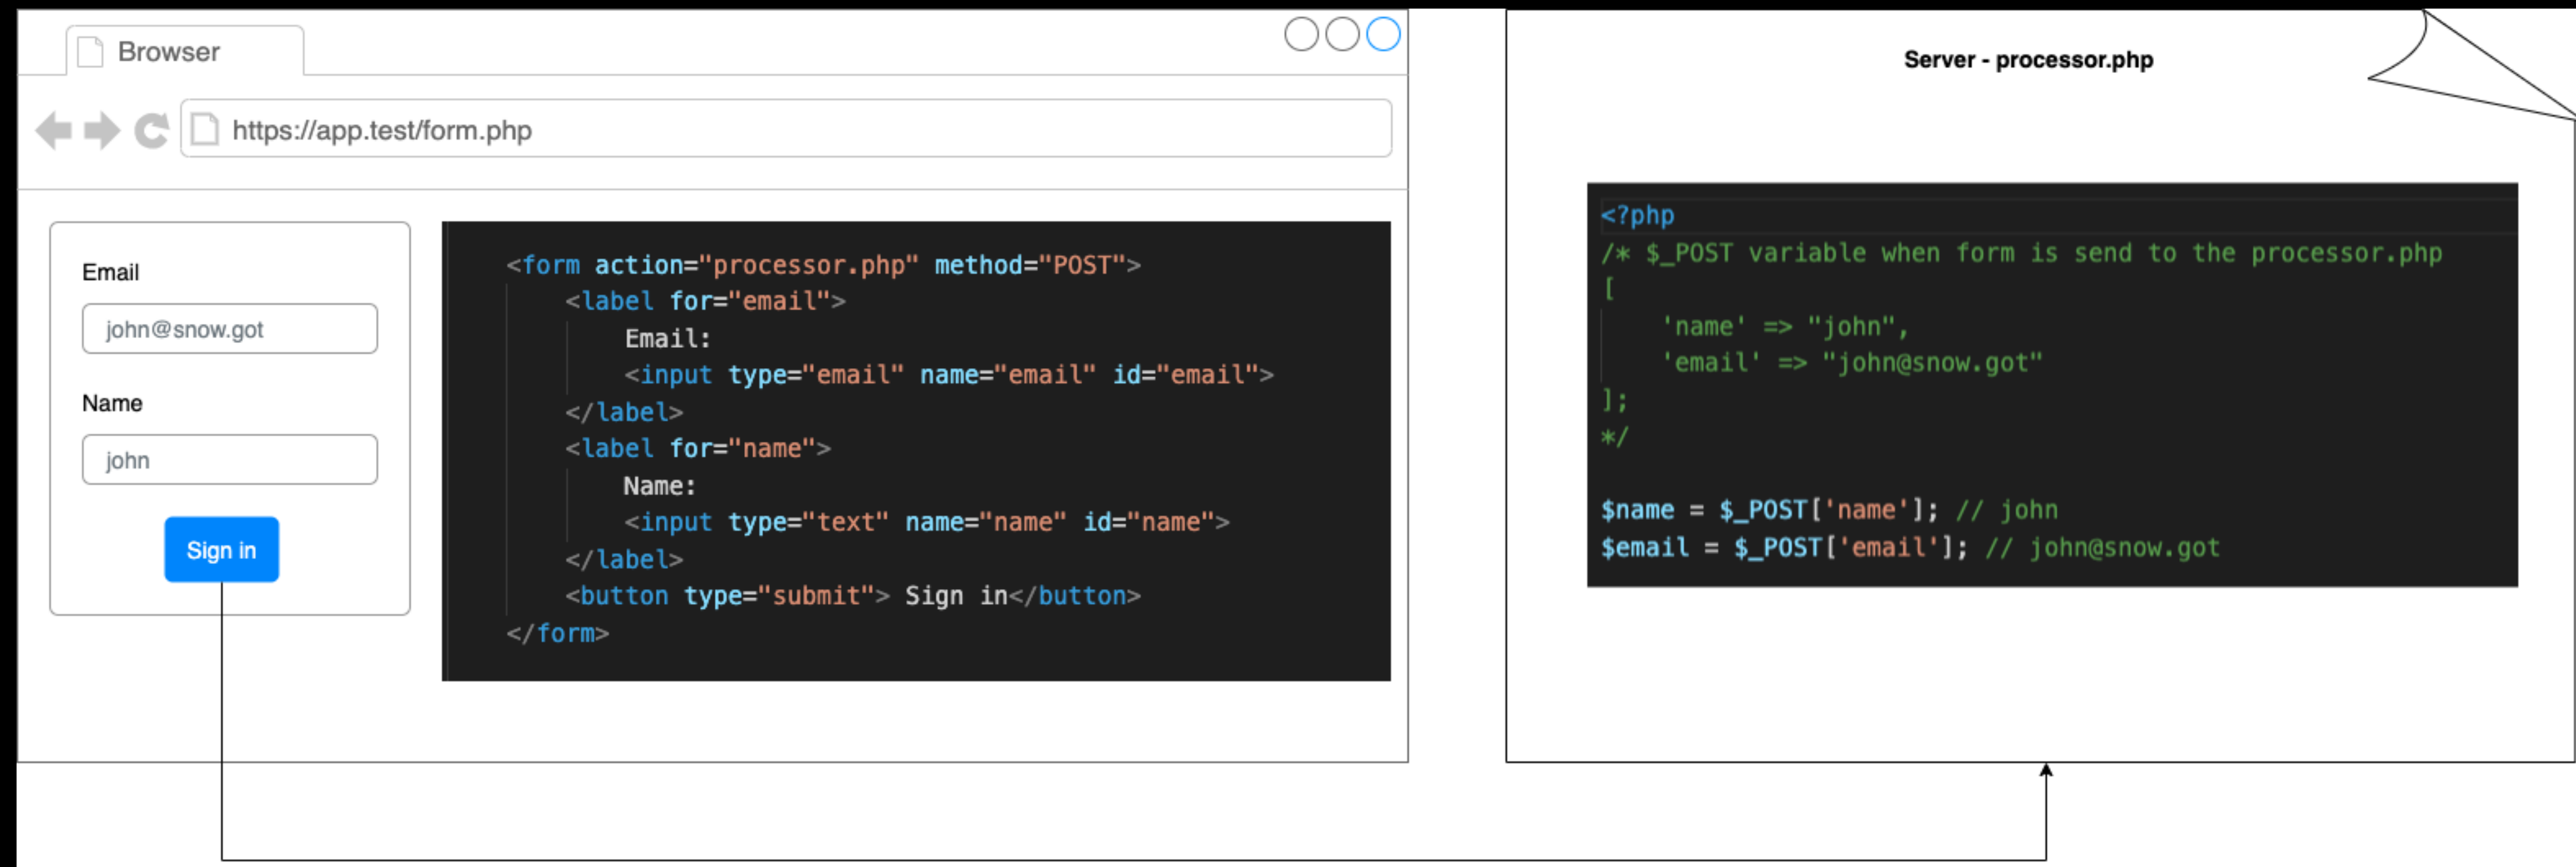 Browser
https://app.test/form.php
Email
john@snow.got
Name
john
Sign in
<form action="processor.php" method="POST">
<label for="email">
Email:
<input type="email" name="email" id="email">
</label>
<label for="name">
Name:
<input type="text" name="name" id="name">
</label>
<button type="submit"> Sign in</button>
</form>
Server - processor.php
<?php
/* $_POST variable when form is send to the processor.php
[
'name' => "john",
'email' => "john@snow.got"
];
*/
$name = $_POST['name']; // john
$email = $_POST['email']; // john@snow.got